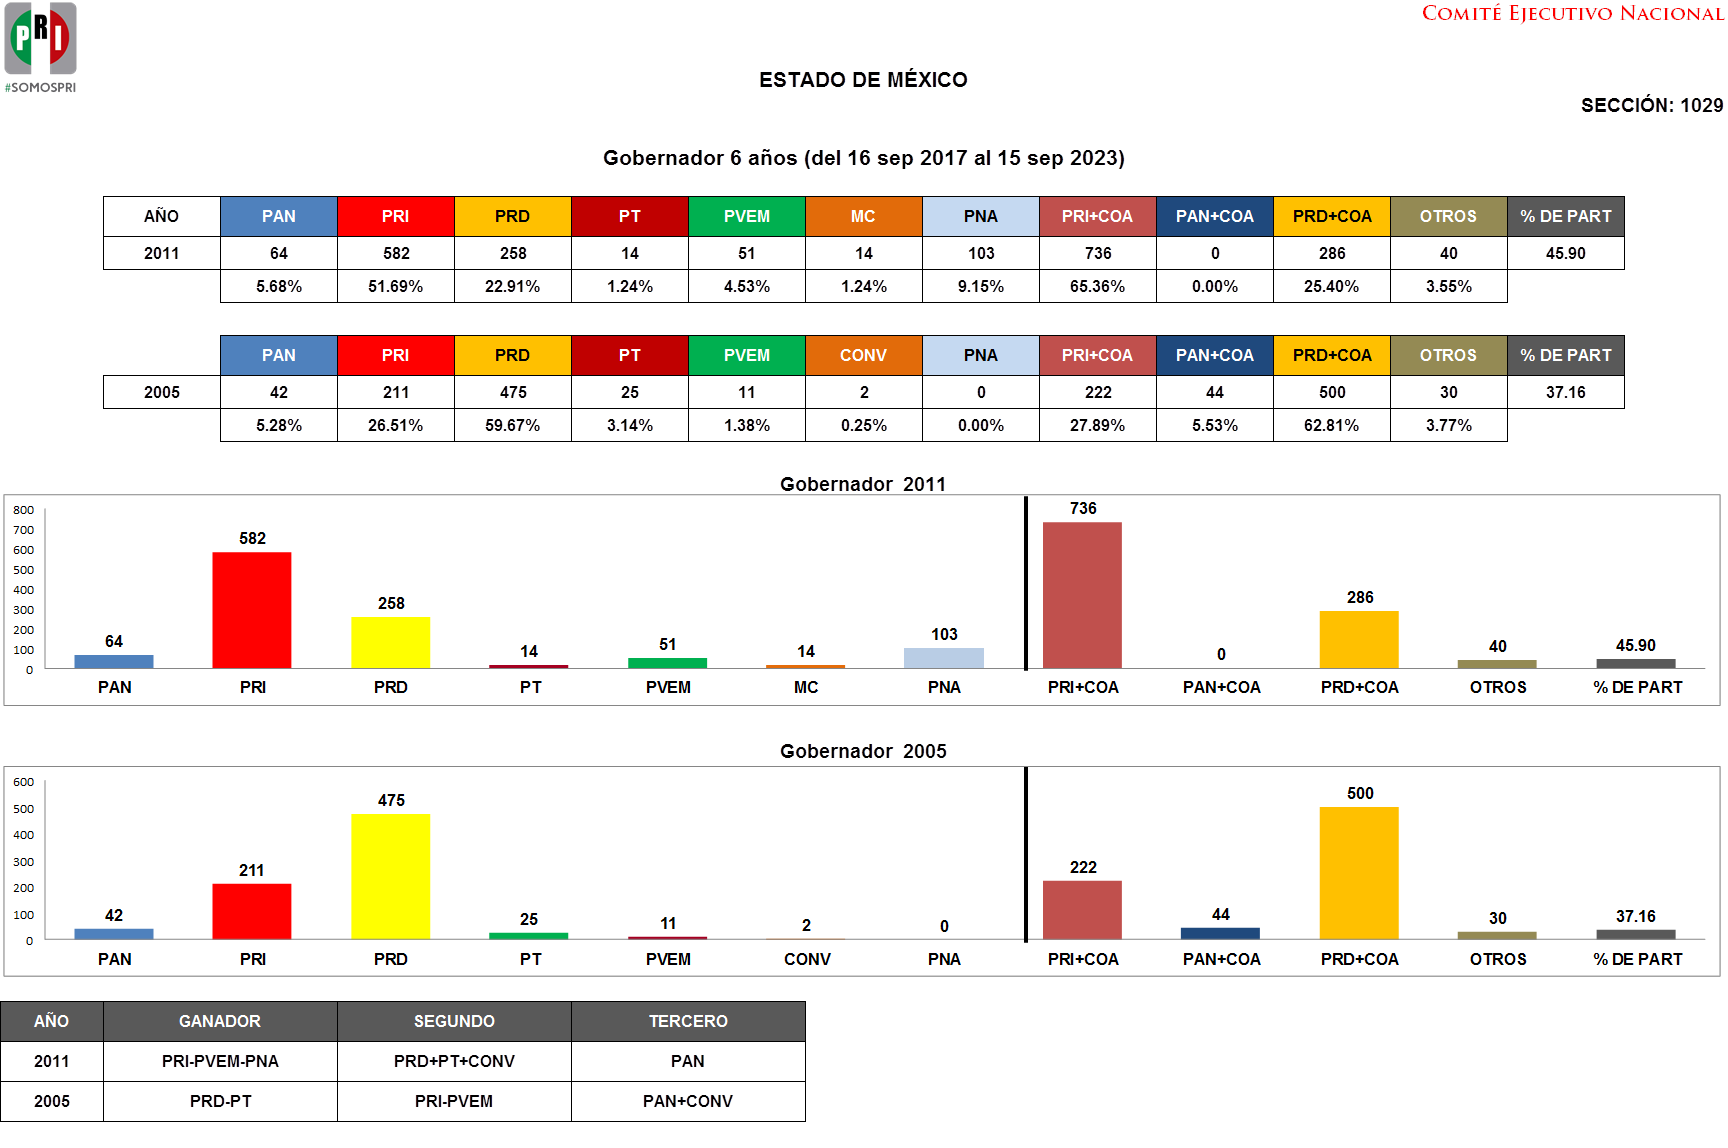 PRI
#SOMOSPRI
COMITÉ EJECUTIVO NACIONAL
ESTADO DE MÉXICO
SECCIÓN: 1029
Gobernador 6 años (del 16 sep 2017 al 15 sep 2023)
AÑO PAN PRI PRD PT PVEM MC PNA PRI+COA PAN+COA PRD+COA OTROS % DE PART
2011 64 582 258 14 51 14 103 736 0 286 40 45.90
5.68% 51.69% 22.91% 1.24% 4.53% 1.24% 9.15% 65.36% 0.00% 25.40% 3.55%
PAN PRI PRD PT PVEM CONV PNA PRI+COA PAN+COA PRD+COA OTROS % DE PART
2005 42 211 475 25 11 2 0 222 44 500 30 37.16
5.28% 26.51% 59.67% 3.14% 1.38% 0.25% 0.00% 27.89% 5.53% 62.81% 3.77%
Gobernador 2011
800
700
600
500
400
300
200
100
0
64 582 258 14 51 14 103 736 0 286 40 45.90
PAN PRI PRD PT PVEM MC PNA PRI+COA PAN+COA PRD+COA OTROS % DE PART
Gobernador 2005
600
500
400
300
200
100
0
42 211 475 25 11 2 0 222 44 500 30 37.16
PAN PRI PRD PT PVEM CONV PNA PRI+COA PAN+COA PRD+COA OTROS % DE PART
AÑO GANADOR SEGUNDO TERCERO
2011 PRI-PVEM-PNA PRD+PT+CONV PAN
2005 PRD-PT PRI-PVEM PAN+CONV